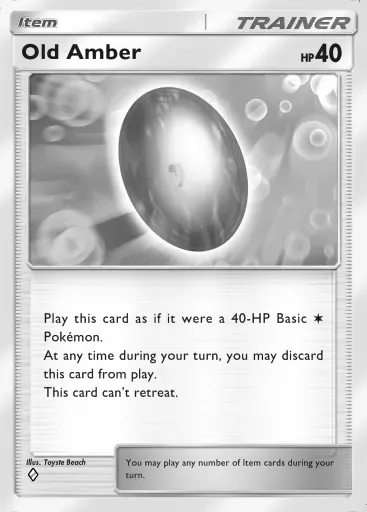 Item
TRAINER
Old Amber
HP40
Play this card as if it were a 40-HP Basic ✶
Pokémon.
At any time during your turn, you may discard
this card from play.
This card can't retreat.
Illus. Toyste Beach
You may play any number of Item cards during your
turn.